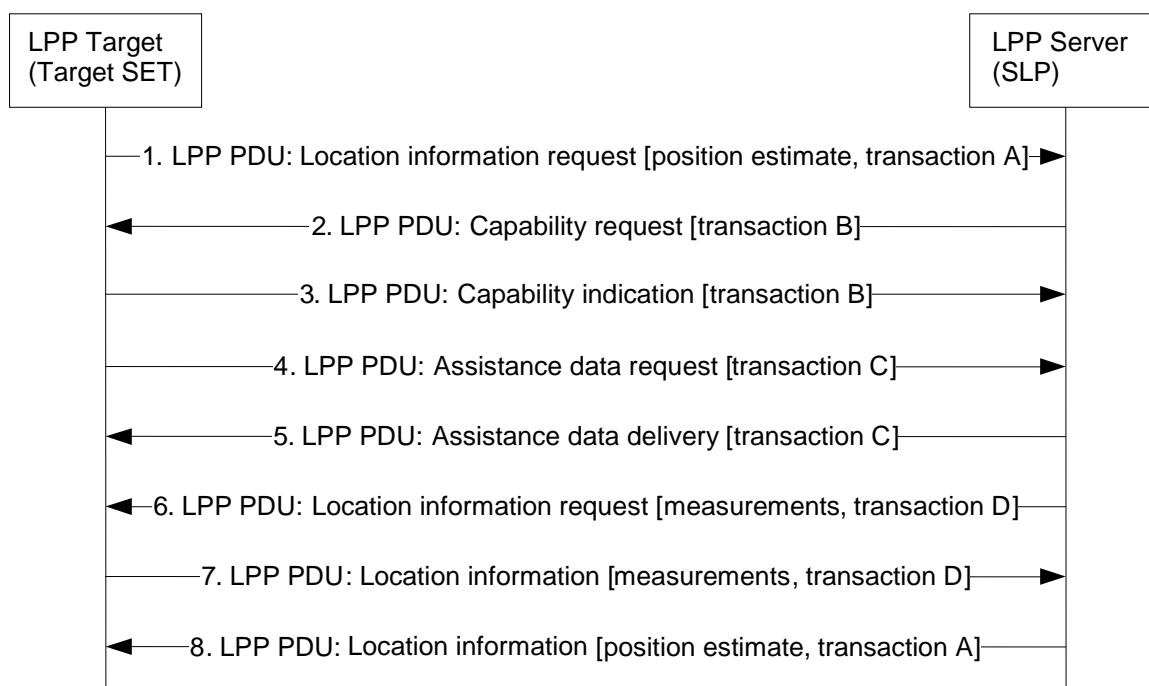 LPP Target
(Target SET)
LPP Server
(SLP)
1. LPP PDU: Location information request [position estimate, transaction A]
2. LPP PDU: Capability request [transaction B]
3. LPP PDU: Capability indication [transaction B]
4. LPP PDU: Assistance data request [transaction C]
5. LPP PDU: Assistance data delivery [transaction C]
6. LPP PDU: Location information request [measurements, transaction D]
7. LPP PDU: Location information [measurements, transaction D]
8. LPP PDU: Location information [position estimate, transaction A]